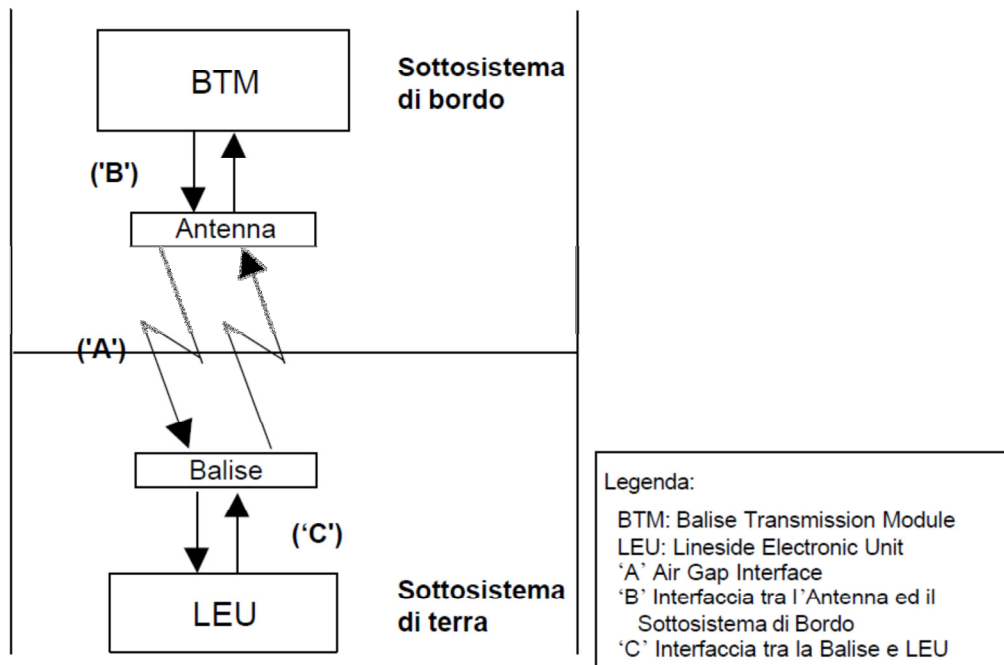 BTM
Sottosistema
di bordo
('B')
Antenna
('A')
Balise
('C')
LEU
Sottosistema
di terra
Legenda:
BTM: Balise Transmission Module
LEU: Lineside Electronic Unit
‘A’ Air Gap Interface
‘B’ Interfaccia tra l’Antenna ed il
Sottosistema di Bordo
‘C’ Interfaccia tra la Balise e LEU